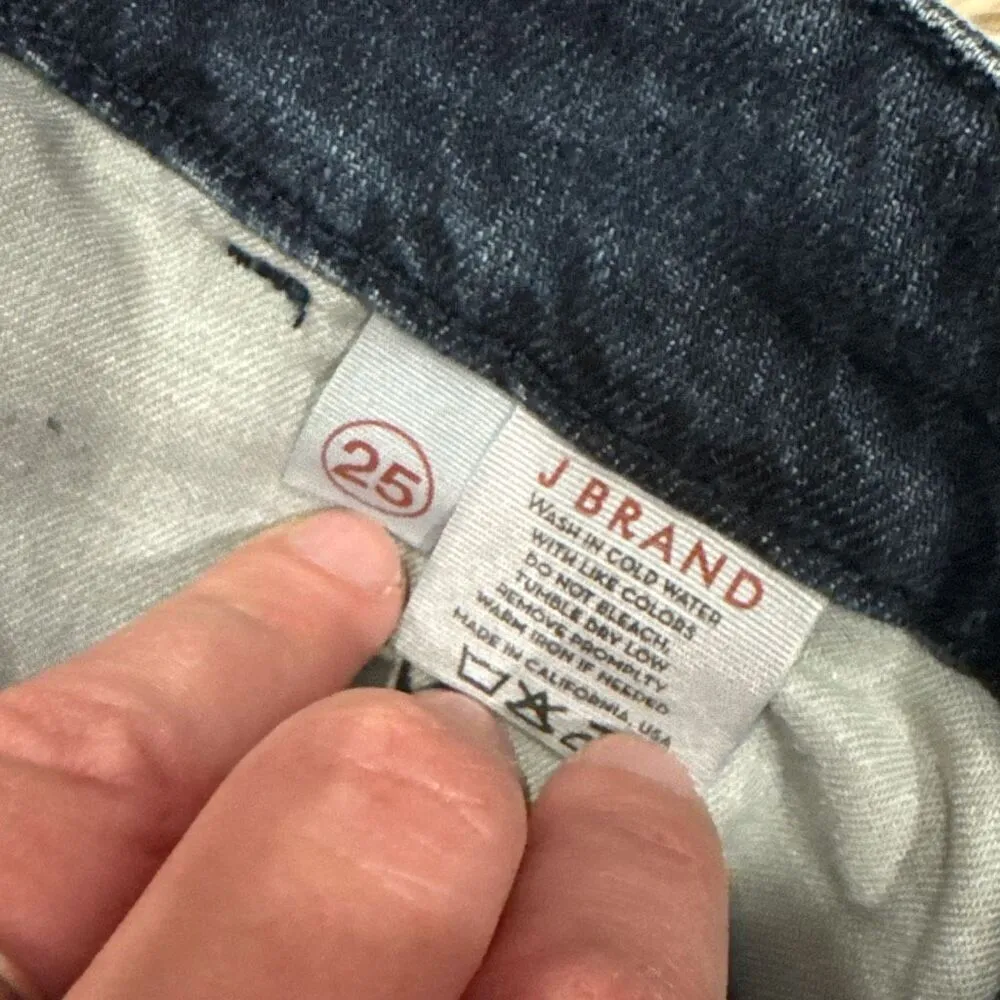 25
J BRAND
WASH IN COLD WATER
WITH LIKE COLORS
DO NOT BLEACH,
TUMBLE DRY LOW
REMOVE PROMPLTY
WARM IRON IF NEEDED
MADE IN CALIFORNIA, USA